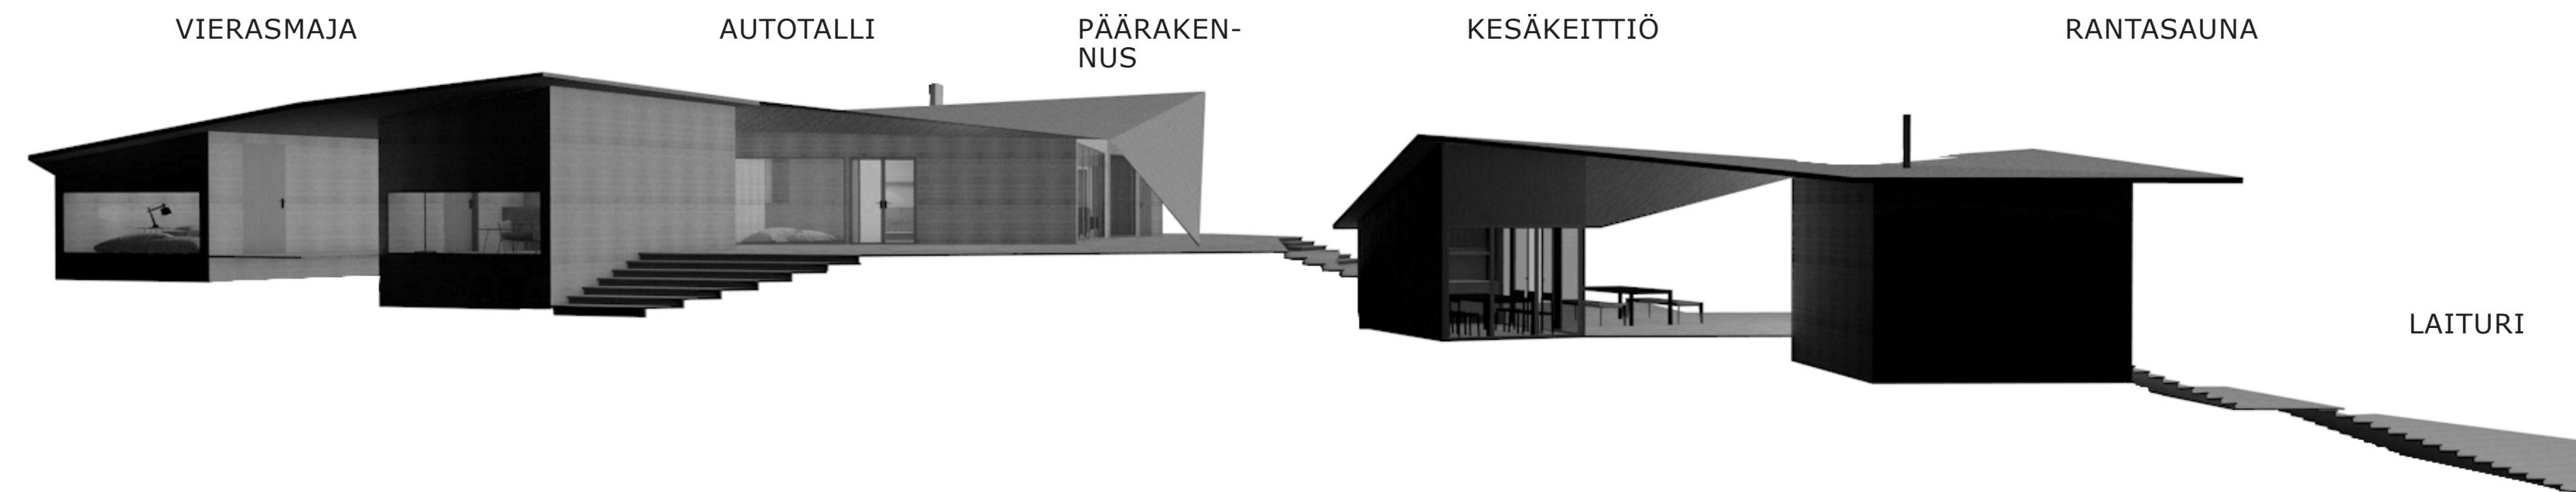 VIERASMAJA
AUTOTALLI
PÄÄRAKEN-
NUS
KESÄKEITTIÖ
RANTASAUNA
LAITURI